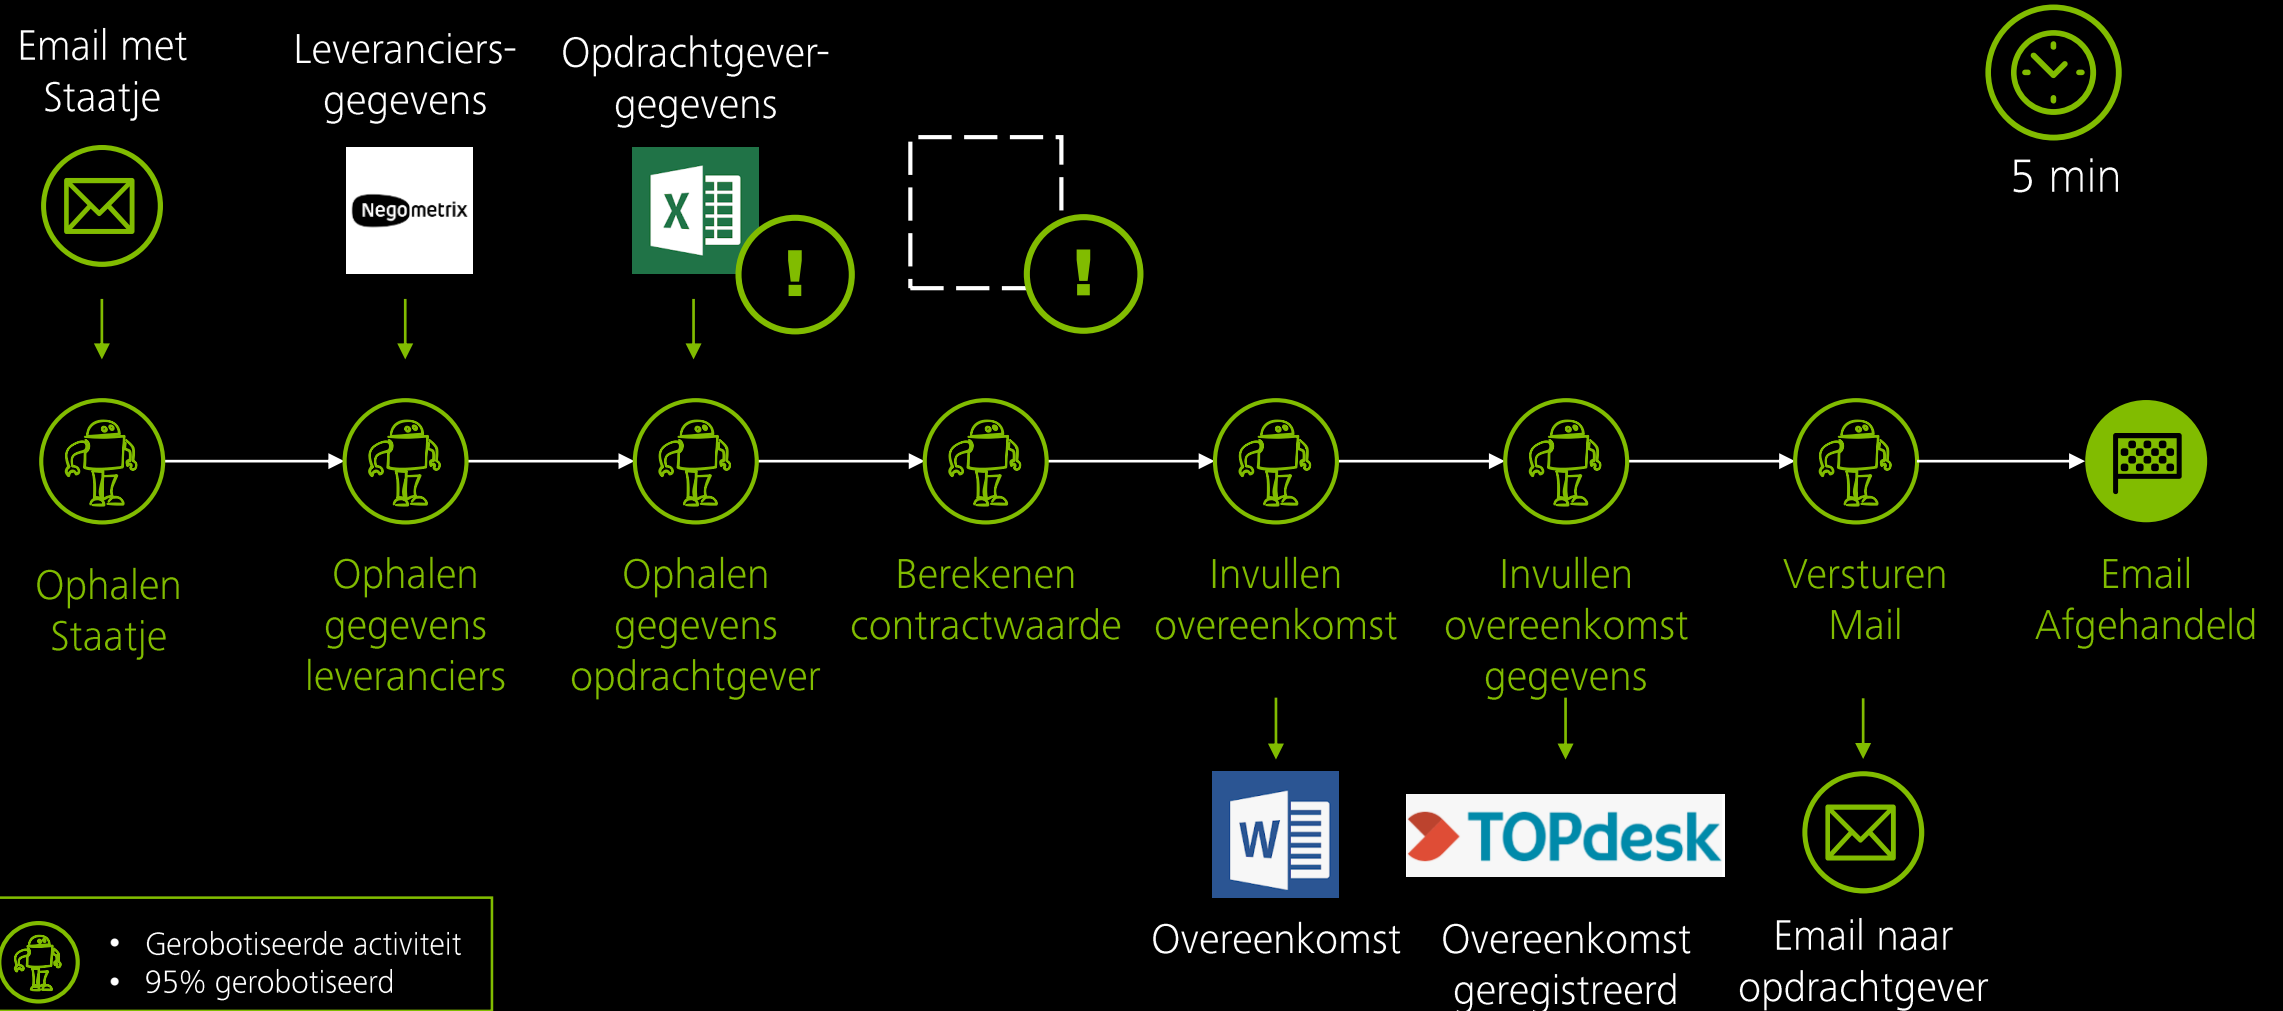 Email met
Staatje
Leveranciers-
gegevens
Opdrachtgever-
gegevens
5 min
Negometrix
X
!
!
Ophalen
Staatje
Ophalen
gegevens
leveranciers
Ophalen
gegevens
opdrachtgever
Berekenen
contractwaarde
Invullen
overeenkomst
Invullen
overeenkomst
gegevens
Versturen
Mail
Email
Afgehandeld
W
TOPdesk
Overeenkomst
Overeenkomst
geregistreerd
Email naar
opdrachtgever
• Gerobotiseerde activiteit
• 95% gerobotiseerd